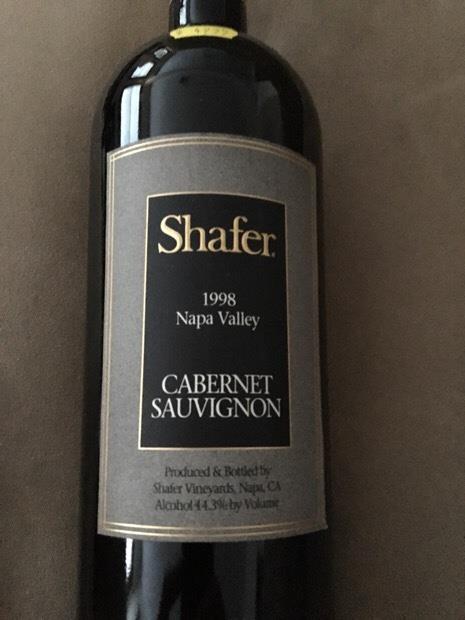 Shafer
1998
Napa Valley
CABERNET
SAUVIGNON
Produced & Bottled by
Shafer Vineyards, Napa, CA
Alcohol 14.3% by Volume